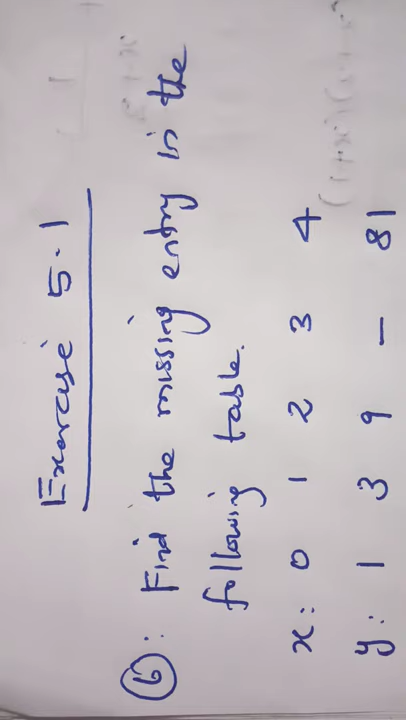 Exercise 5.1
(6): Find the missing entry in the
following table.
x: 0 1 2 3 4
y: 1 3 9 — 81